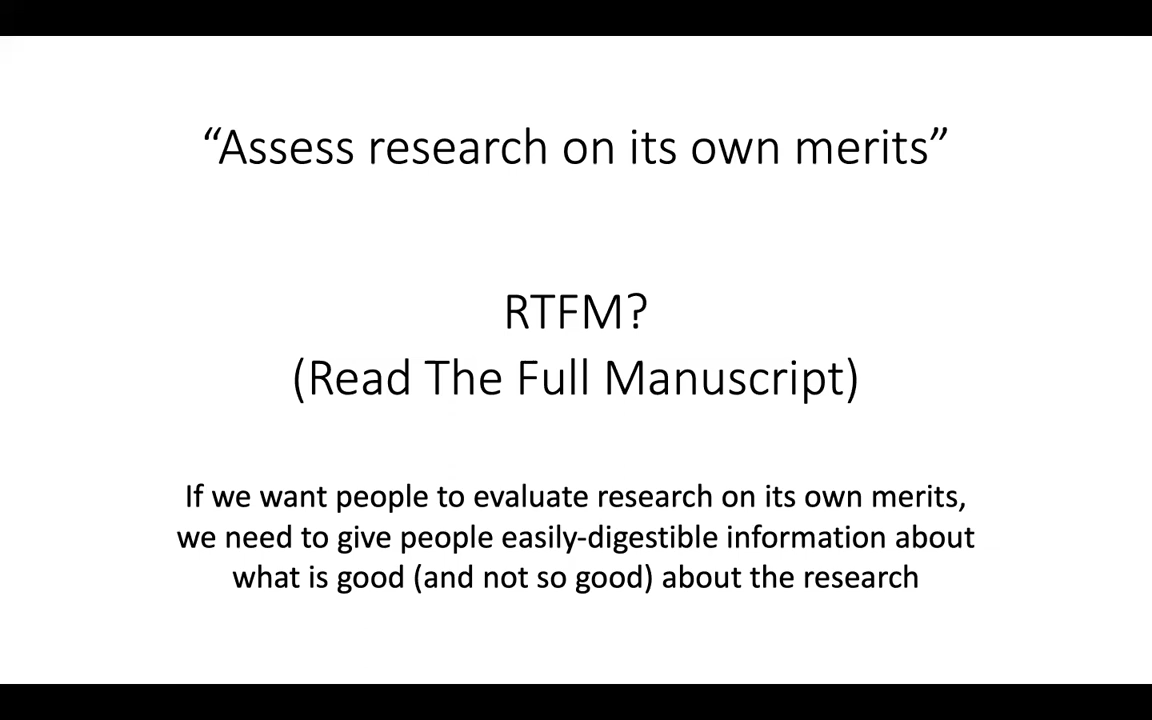 “Assess research on its own merits”
RTFM?
(Read The Full Manuscript)
If we want people to evaluate research on its own merits,
we need to give people easily-digestible information about
what is good (and not so good) about the research